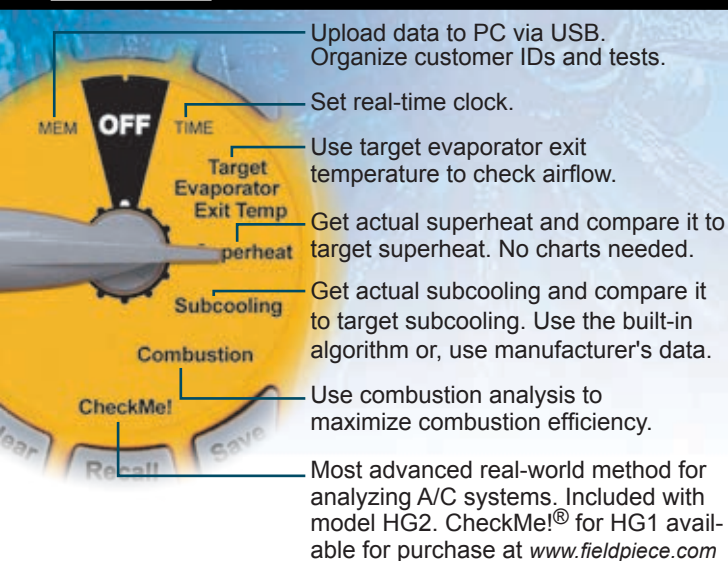 Upload data to PC via USB.
Organize customer IDs and tests.
MEM
OFF
TIME
Set real-time clock.
Target
Evaporator
Exit Temp
Use target evaporator exit
temperature to check airflow.
perheat
Get actual superheat and compare it to
target superheat. No charts needed.
Subcooling
Get actual subcooling and compare it
to target subcooling. Use the built-in
algorithm or, use manufacturer's data.
Combustion
Use combustion analysis to
maximize combustion efficiency.
CheckMe!
Most advanced real-world method for
analyzing A/C systems. Included with
model HG2. CheckMe!® for HG1 avail-
able for purchase at www.fieldpiece.com
ear
Recall
Save